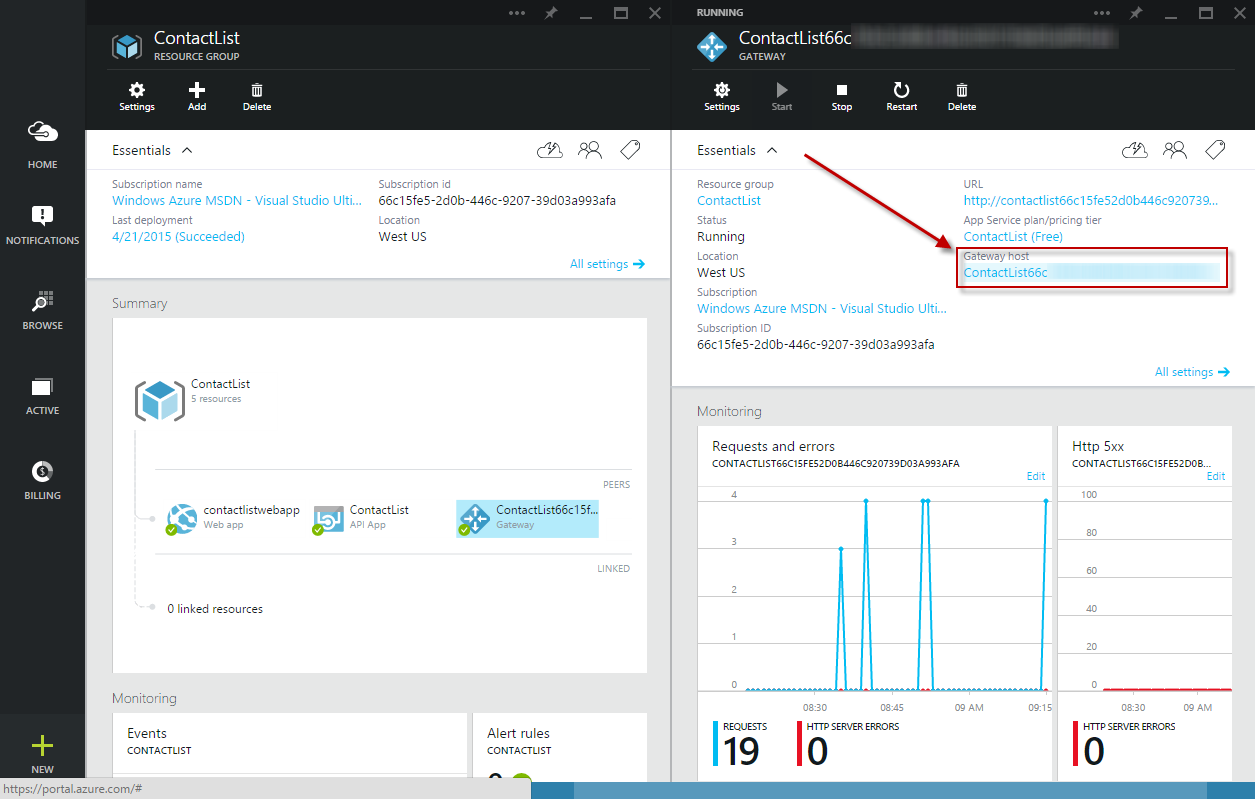 HOME
NOTIFICATIONS
BROWSE
ACTIVE
BILLING
NEW
https://portal.azure.com/#
ContactList
RESOURCE GROUP
Settings
Add
Delete
Essentials
Subscription name
Windows Azure MSDN - Visual Studio Ulti...
Subscription id
66c15fe5-2d0b-446c-9207-39d03a993afa
Last deployment
4/21/2015 (Succeeded)
Location
West US
All settings
Summary
ContactList
5 resources
PEERS
contactlistwebapp
Web app
ContactList
API App
ContactList66c15f...
Gateway
LINKED
0 linked resources
Monitoring
Events
CONTACTLIST
Alert rules
CONTACTLIST
RUNNING
ContactList66c
GATEWAY
Settings
Start
Stop
Restart
Delete
Essentials
Resource group
ContactList
Status
Running
Location
West US
Subscription
Windows Azure MSDN - Visual Studio Ulti...
Subscription ID
66c15fe5-2d0b-446c-9207-39d03a993afa
URL
http://contactlist66c15fe52d0b446c920739...
App Service plan/pricing tier
ContactList (Free)
Gateway host
ContactList66c
All settings
Monitoring
Requests and errors
CONTACTLIST66C15FE52D0B446C920739D03A993AFA
Edit
4
3
2
1
0
08:30 08:45 09 AM 09:15
REQUESTS
19
HTTP SERVER ERRORS
0
Http 5xx
CONTACTLIST66C15FE52D0B...
Edit
100
80
60
40
20
0
08:30 09 AM
HTTP SERVER ERRORS
0